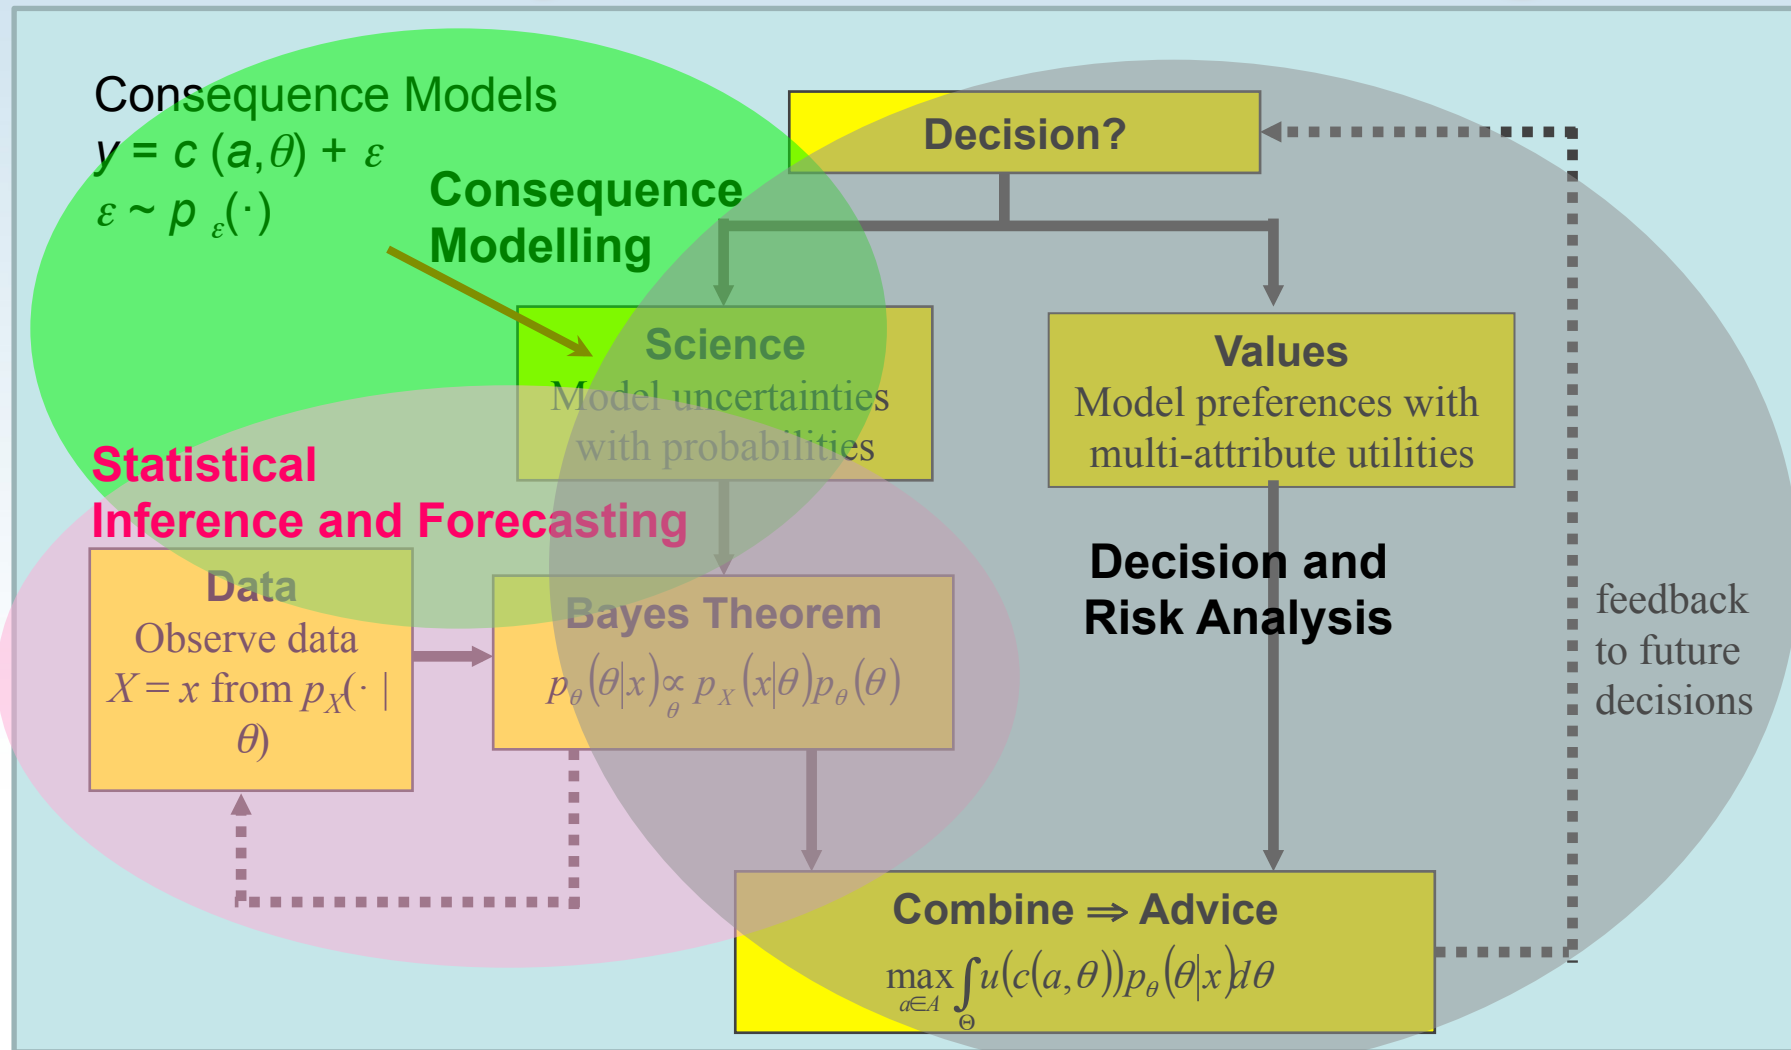 Consequence Models
y = c (a,θ) + ε
ε ~ p ε(·)
Consequence
Modelling
Decision?
Science
Model uncertainties
with probabilities
Values
Model preferences with
multi-attribute utilities
Statistical
Inference and Forecasting
Data
Observe data
X = x from pX(· |
θ)
Bayes Theorem
pθ(θ|x) ∝θ pX(x|θ)pθ(θ)
Decision and
Risk Analysis
feedback
to future
decisions
Combine ⇒ Advice
max a∈A ∫Θ u(c(a,θ))pθ(θ|x)dθ